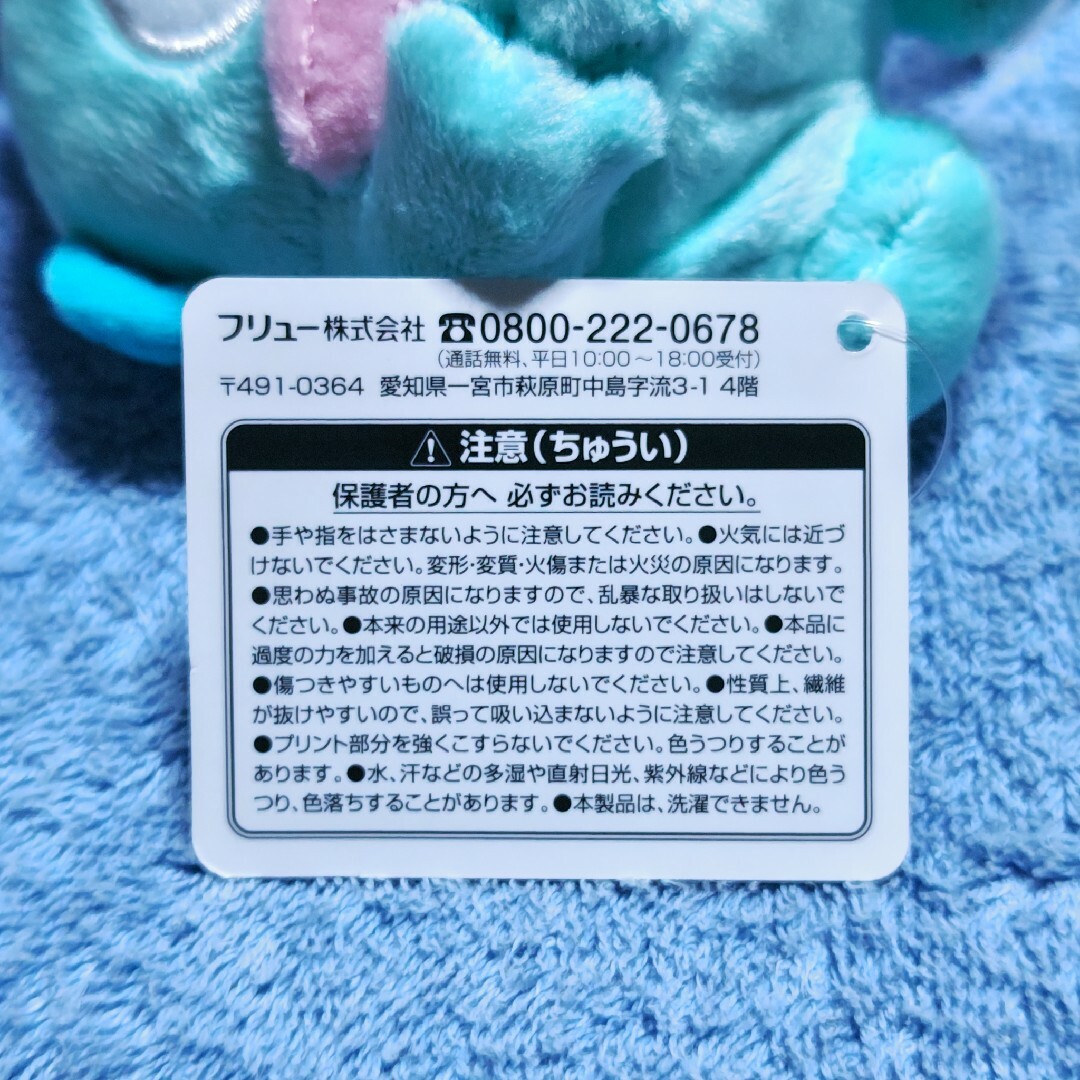 フリュー株式会社 ☎0800-222-0678
(通話無料、平日10:00~18:00受付)
〒491-0364 愛知県一宮市萩原町中島字流3-1 4階
⚠ 注意(ちゅうい)
保護者の方へ 必ずお読みください。
●手や指をはさまないように注意してください。●火気には近づ
けないでください。変形・変質・火傷または火災の原因になります。
●思わぬ事故の原因になりますので、乱暴な取り扱いはしないで
ください。●本来の用途以外では使用しないでください。●本品に
過度の力を加えると破損の原因になりますので注意してください。
●傷つきやすいものへは使用しないでください。●性質上、繊維
が抜けやすいので、誤って吸い込まないように注意してください。
●プリント部分を強くこすらないでください。色うつりすることが
あります。●水、汗などの多湿や直射日光、紫外線などにより色う
つり、色落ちすることがあります。●本製品は、洗濯できません。